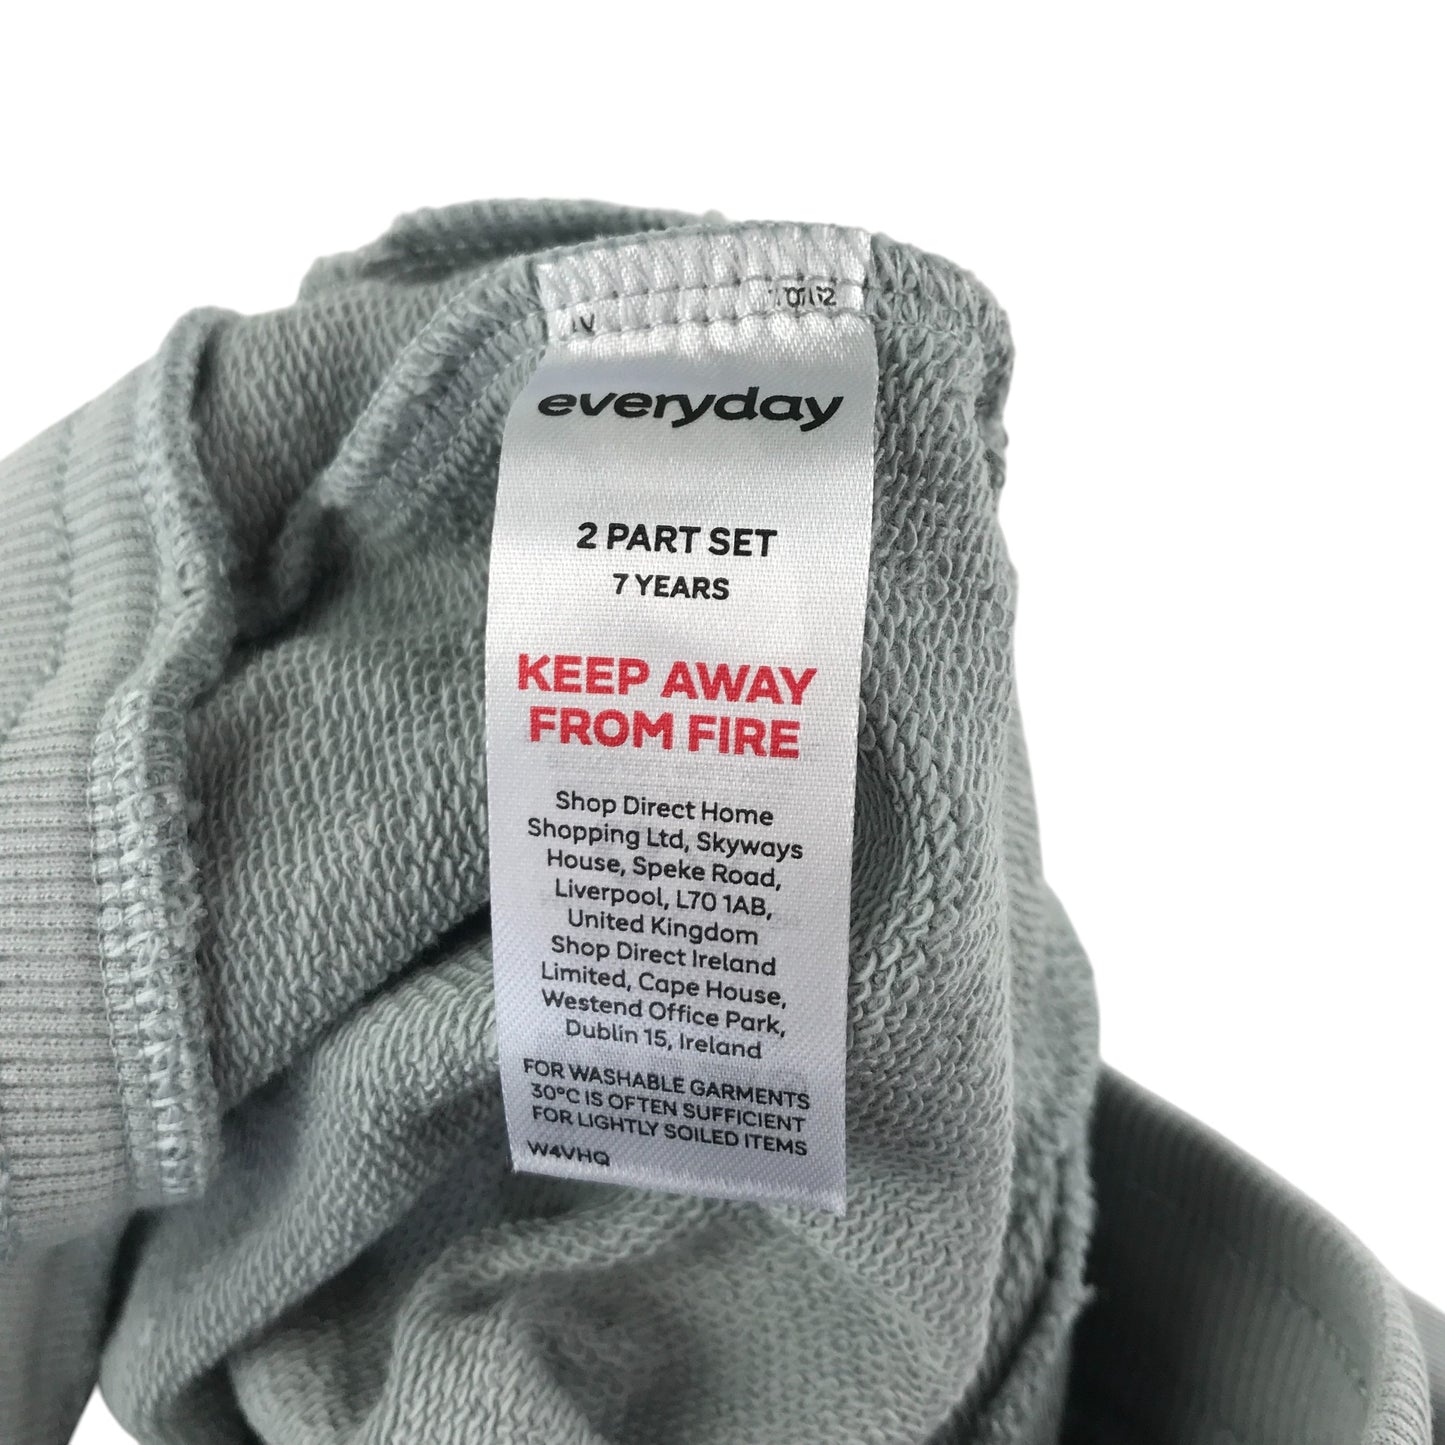 everyday
2 PART SET
7 YEARS
KEEP AWAY
FROM FIRE
Shop Direct Home
Shopping Ltd, Skyways
House, Speke Road,
Liverpool, L70 1AB,
United Kingdom
Shop Direct Ireland
Limited, Cape House,
Westend Office Park,
Dublin 15, Ireland
FOR WASHABLE GARMENTS
30°C IS OFTEN SUFFICIENT
FOR LIGHTLY SOILED ITEMS
W4VHQ